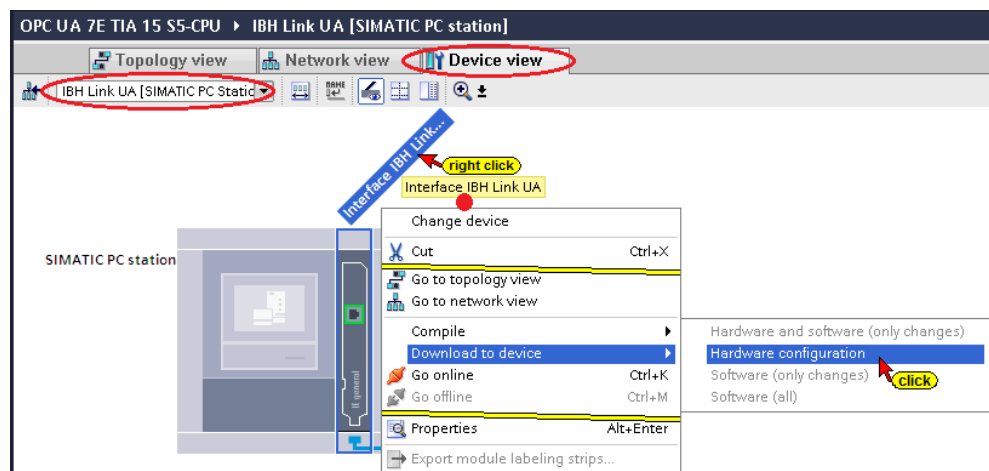 OPC UA 7E TIA 15 S5-CPU ▸ IBH Link UA [SIMATIC PC station]
Topology view Network view Device view
IBH Link UA [SIMATIC PC Static
Interface IBH Link...
right click
Interface IBH Link UA
SIMATIC PC station
IF general
Change device
Cut Ctrl+X
Go to topology view
Go to network view
Compile
Download to device
Go online Ctrl+K
Go offline Ctrl+M
Properties Alt+Enter
Export module labeling strips...
Hardware and software (only changes)
Hardware configuration
Software (only changes)
click
Software (all)